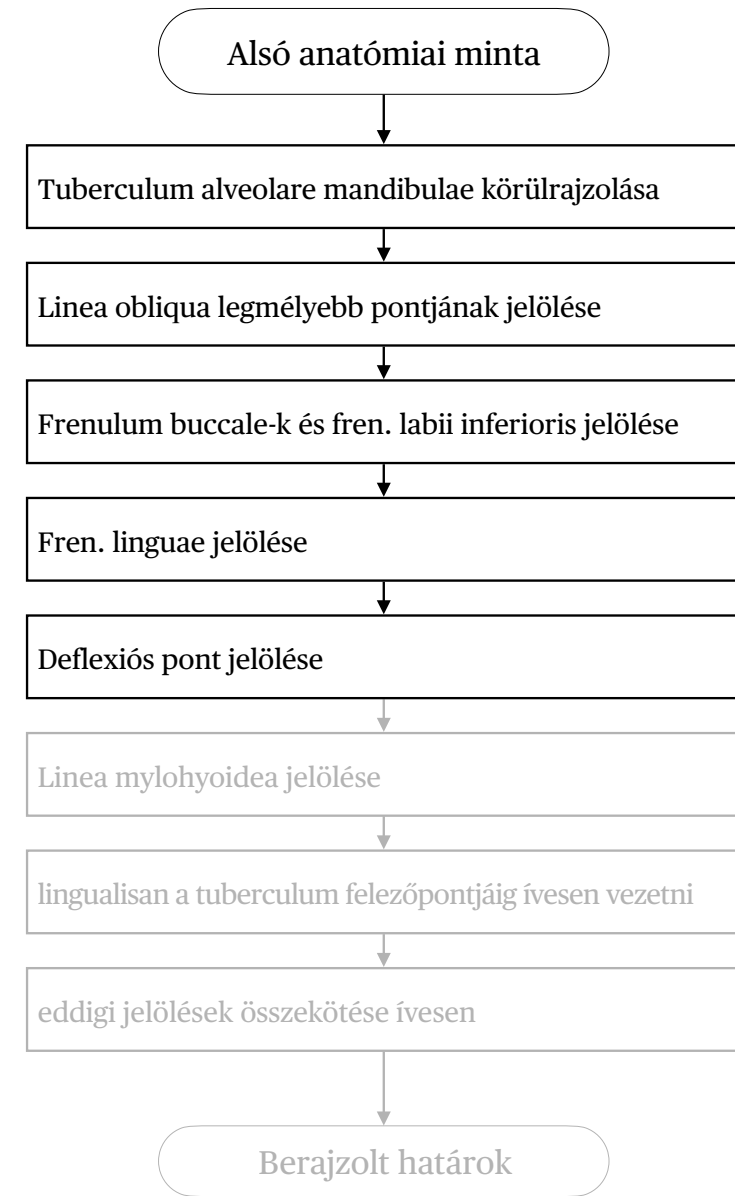 Alsó anatómiai minta
Tuberculum alveolare mandibulae körülrajzolása
Linea obliqua legmélyebb pontjának jelölése
Frenulum buccale-k és fren. labii inferioris jelölése
Fren. linguae jelölése
Deflexiós pont jelölése
Linea mylohyoidea jelölése
lingualisan a tuberculum felezőpontjáig ívesen vezetni
eddigi jelölések összekötése ívesen
Berajzolt határok